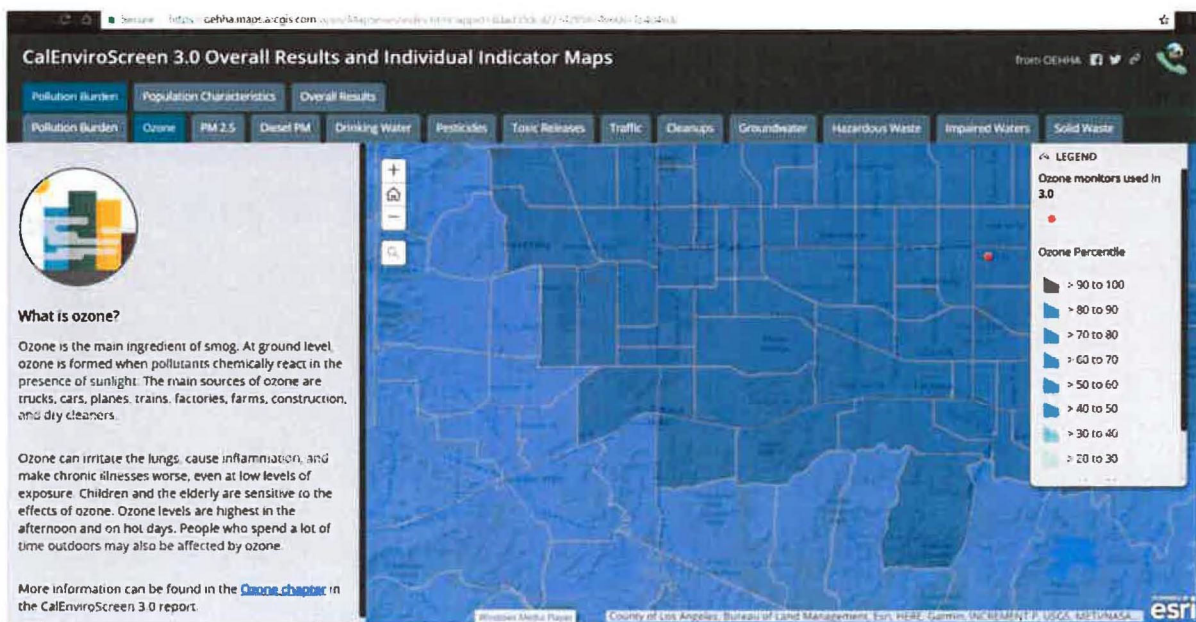 Secure https: oehha.maps.arcgis.com
CalEnviroScreen 3.0 Overall Results and Individual Indicator Maps
from OEHHA
Pollution Burden Population Characteristics Overall Results
Pollution Burden Ozone PM 2.5 Diesel PM Drinking Water Pesticides Toxic Releases Traffic Cleanups Groundwater Hazardous Waste Impaired Waters Solid Waste
What is ozone?
Ozone is the main ingredient of smog. At ground level,
ozone is formed when pollutants chemically react in the
presence of sunlight. The main sources of ozone are
trucks, cars, planes, trains, factories, farms, construction,
and dry cleaners.
Ozone can irritate the lungs, cause inflammation, and
make chronic illnesses worse, even at low levels of
exposure. Children and the elderly are sensitive to the
effects of ozone. Ozone levels are highest in the
afternoon and on hot days. People who spend a lot of
time outdoors may also be affected by ozone.
More information can be found in the Ozone chapter in
the CalEnviroScreen 3.0 report.
+
−
LEGEND
Ozone monitors used in
3.0
Ozone Percentile
> 90 to 100
> 80 to 90
> 70 to 80
> 60 to 70
> 50 to 60
> 40 to 50
> 30 to 40
> 20 to 30
Windows Media Player
County of Los Angeles, Bureau of Land Management, Esri, HERE, Garmin, INCREMENT P, USGS, METI/NASA...
esri